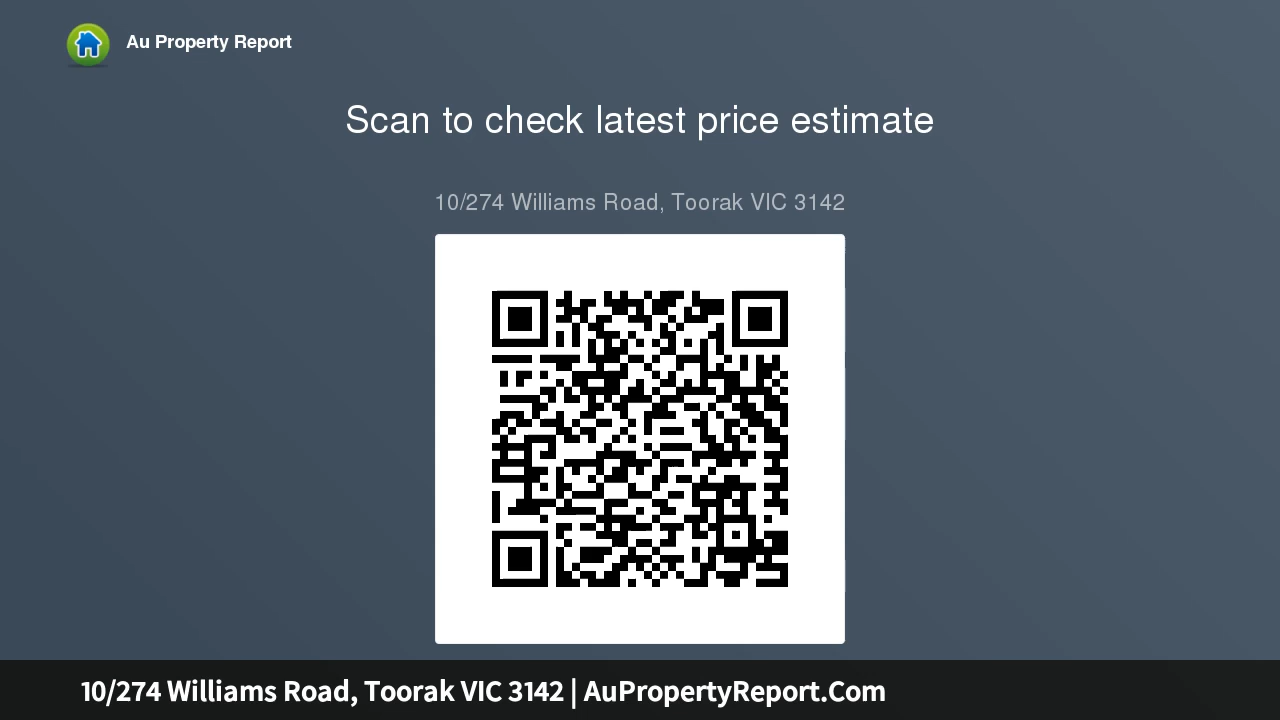 Au Property Report
Scan to check latest price estimate
10/274 Williams Road, Toorak VIC 3142
10/274 Williams Road, Toorak VIC 3142 | AuPropertyReport.Com